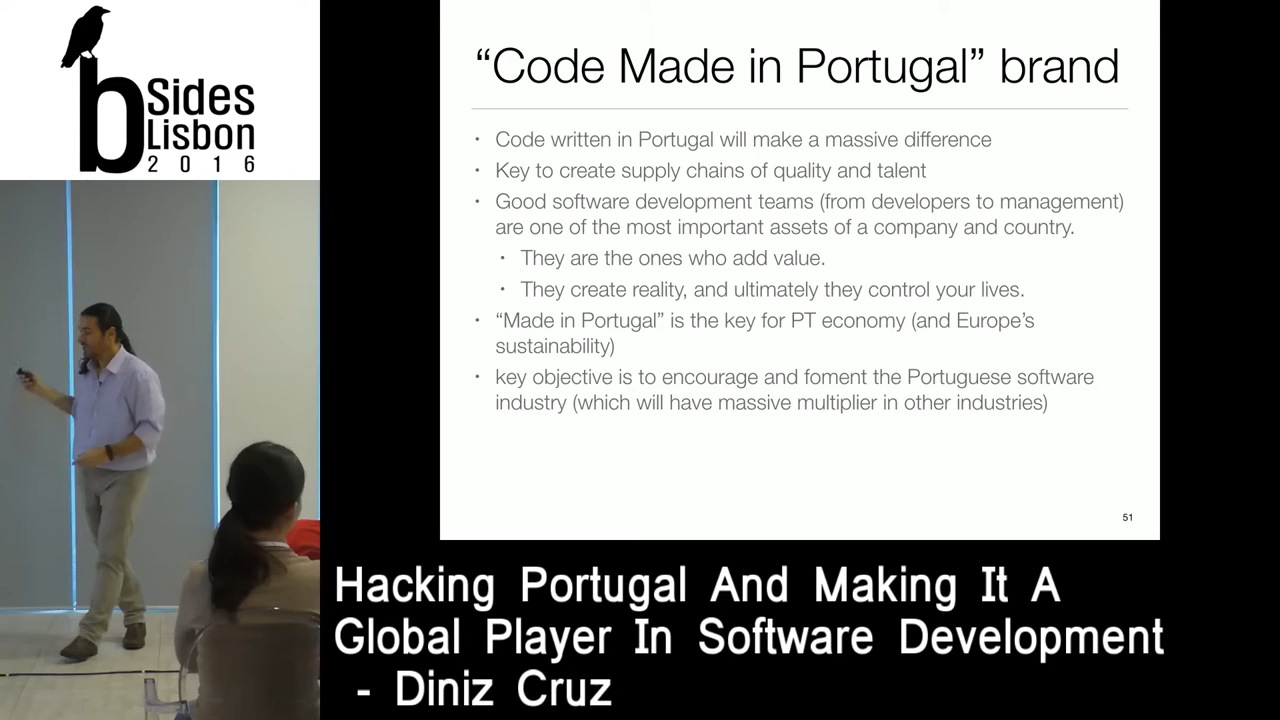 b Sides
Lisbon
2016
“Code Made in Portugal” brand
• Code written in Portugal will make a massive difference
• Key to create supply chains of quality and talent
• Good software development teams (from developers to management)
are one of the most important assets of a company and country.
• They are the ones who add value.
• They create reality, and ultimately they control your lives.
• “Made in Portugal” is the key for PT economy (and Europe’s
sustainability)
• key objective is to encourage and foment the Portuguese software
industry (which will have massive multiplier in other industries)
51
Hacking Portugal And Making It A
Global Player In Software Development
- Diniz Cruz